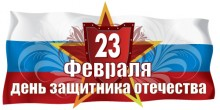 23
февраля
день защитника отечества